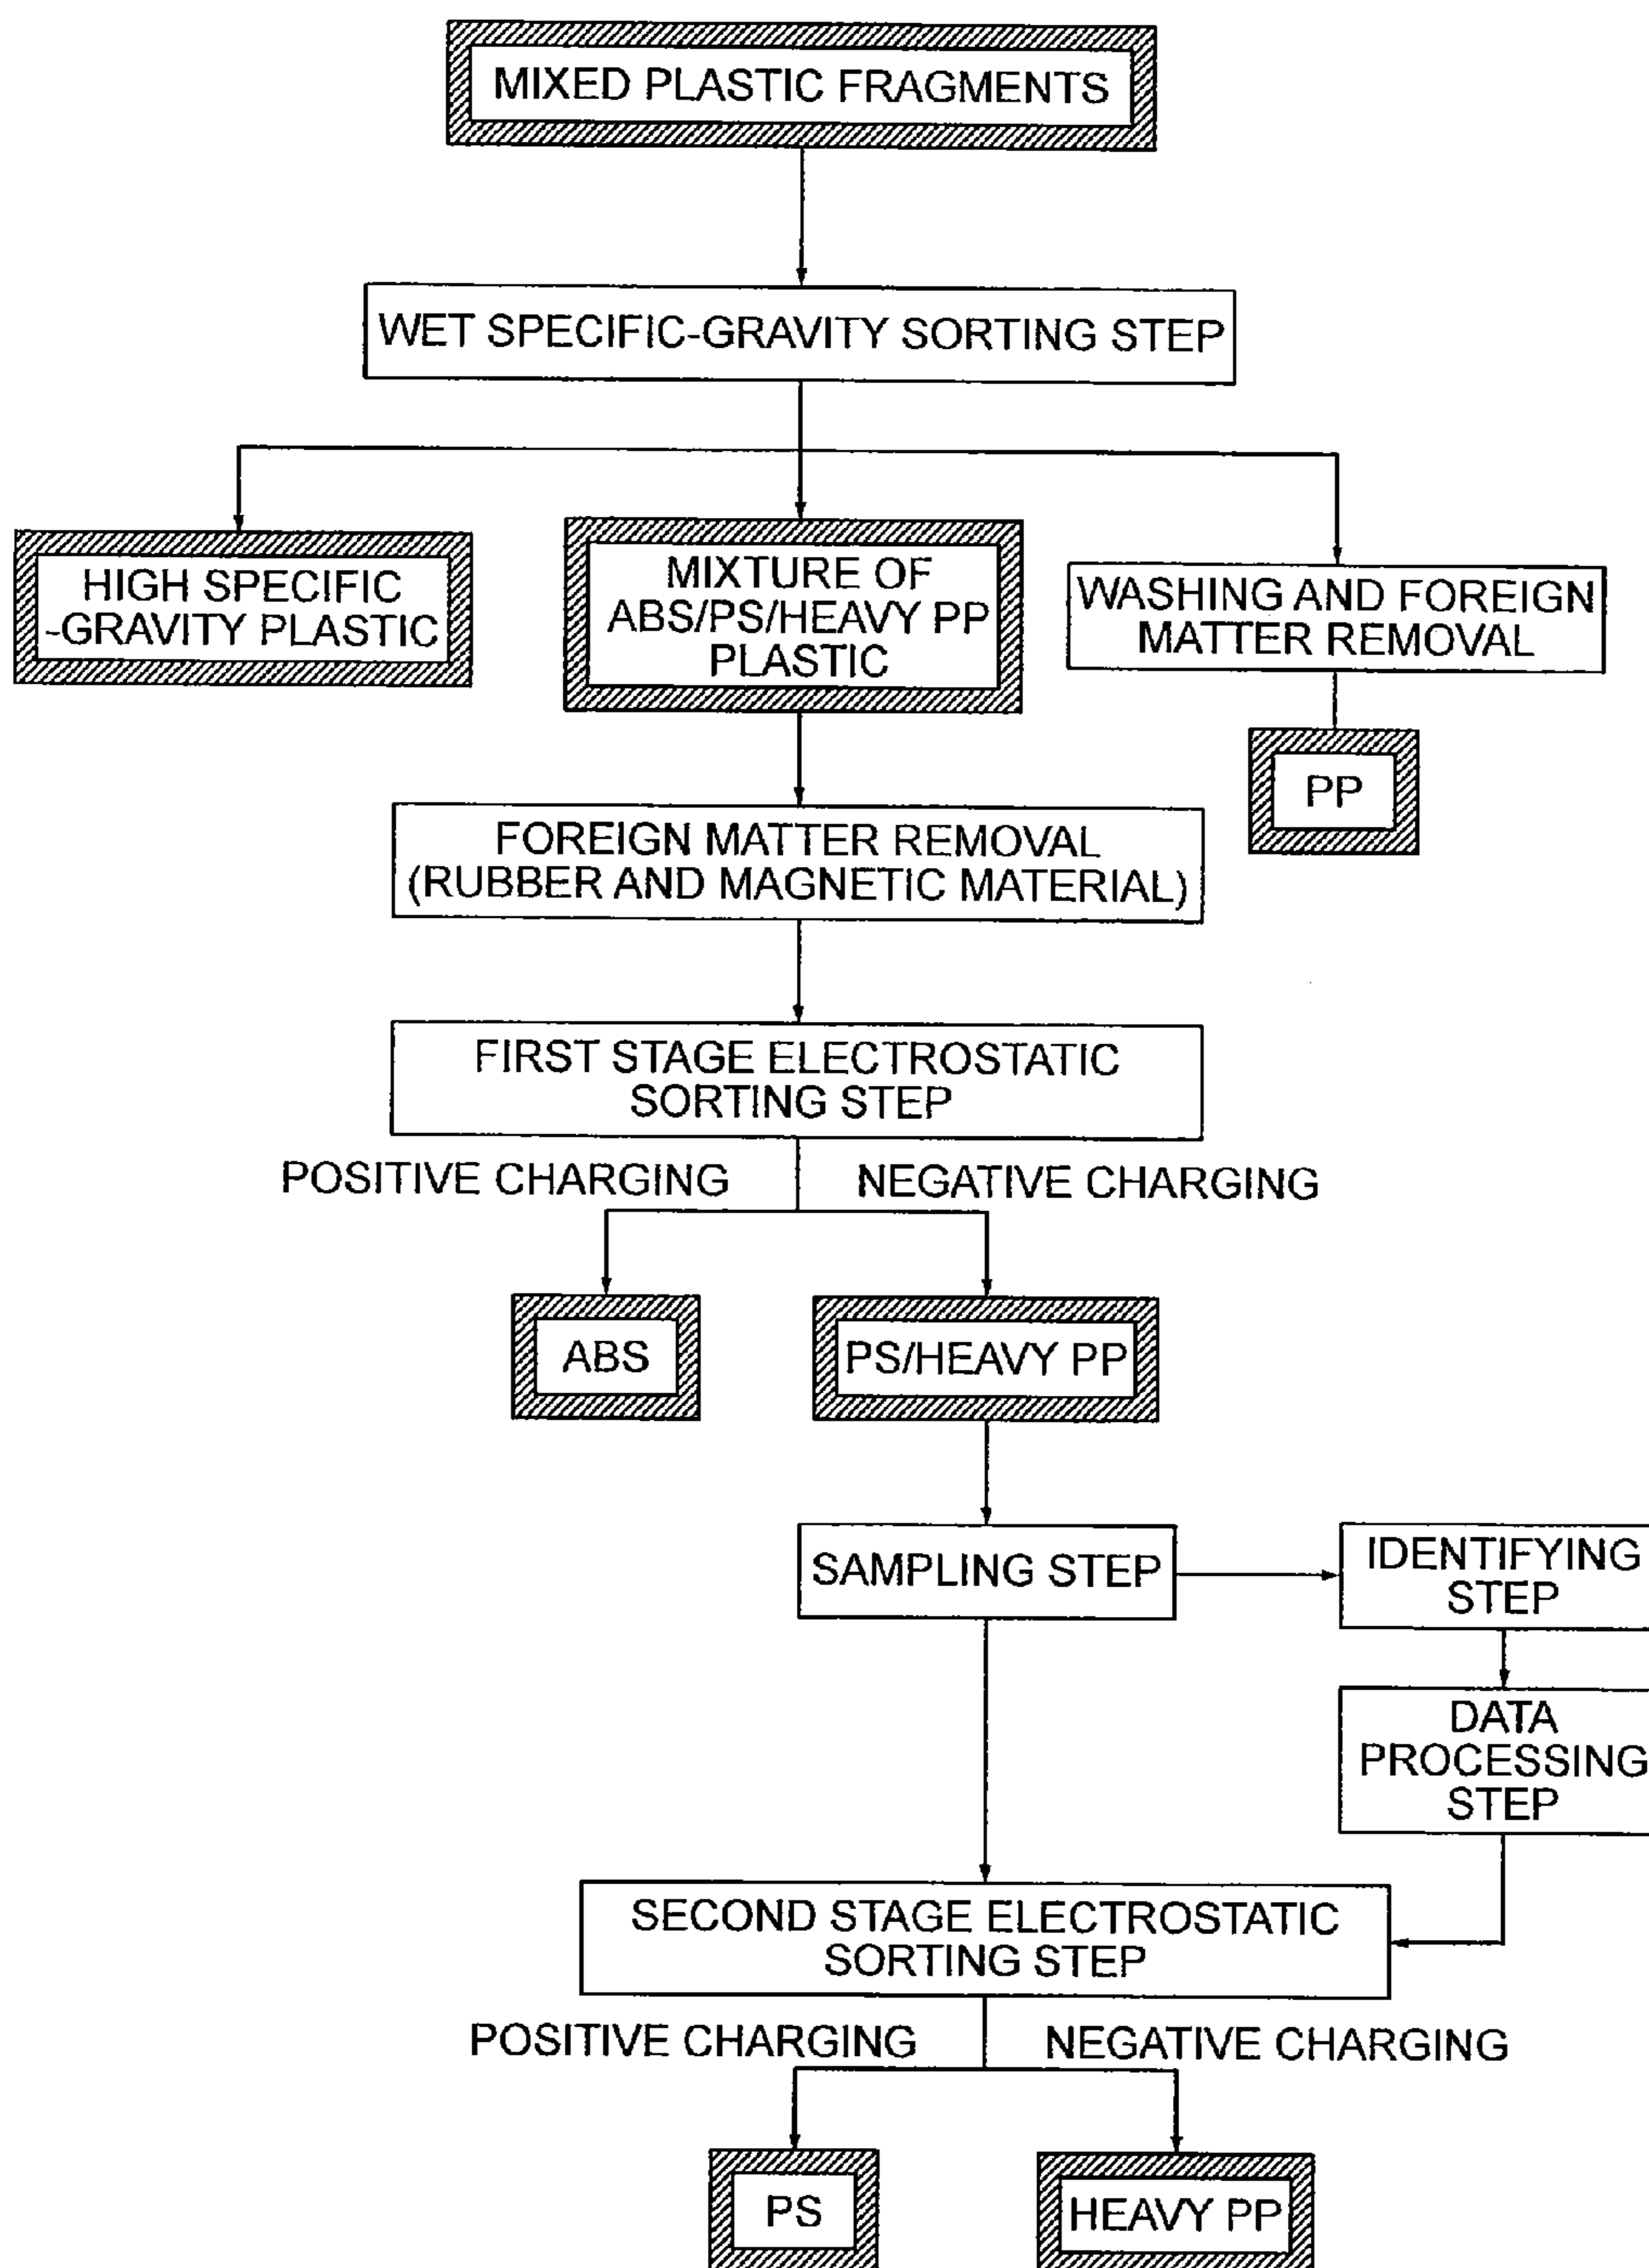 MIXED PLASTIC FRAGMENTS
WET SPECIFIC-GRAVITY SORTING STEP
HIGH SPECIFIC
-GRAVITY PLASTIC
MIXTURE OF
ABS/PS/HEAVY PP
PLASTIC
WASHING AND FOREIGN
MATTER REMOVAL
PP
FOREIGN MATTER REMOVAL
(RUBBER AND MAGNETIC MATERIAL)
FIRST STAGE ELECTROSTATIC
SORTING STEP
POSITIVE CHARGING
NEGATIVE CHARGING
ABS
PS/HEAVY PP
SAMPLING STEP
IDENTIFYING
STEP
DATA
PROCESSING
STEP
SECOND STAGE ELECTROSTATIC
SORTING STEP
POSITIVE CHARGING
NEGATIVE CHARGING
PS
HEAVY PP